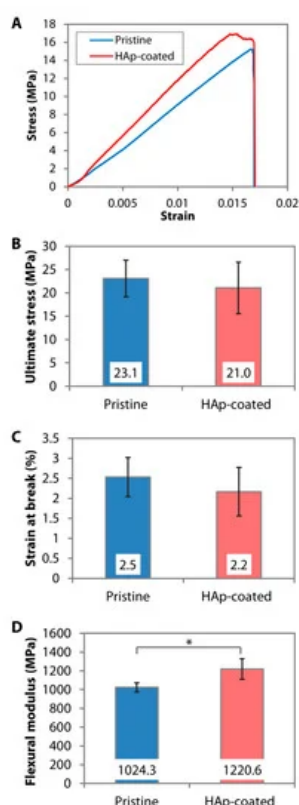 A
Stress (MPa)
18
16
14
12
10
8
6
4
2
0
Pristine
HAp-coated
0 0.005 0.01 0.015 0.02
Strain
B
Ultimate stress (MPa)
30
25
20
15
10
5
0
23.1 21.0
Pristine HAp-coated
C
Strain at break (%)
3.5
3
2.5
2
1.5
1
0.5
0
2.5 2.2
Pristine HAp-coated
D
Flexural modulus (MPa)
1600
1400
1200
1000
800
600
400
200
0
*
1024.3 1220.6
Pristine HAp-coated